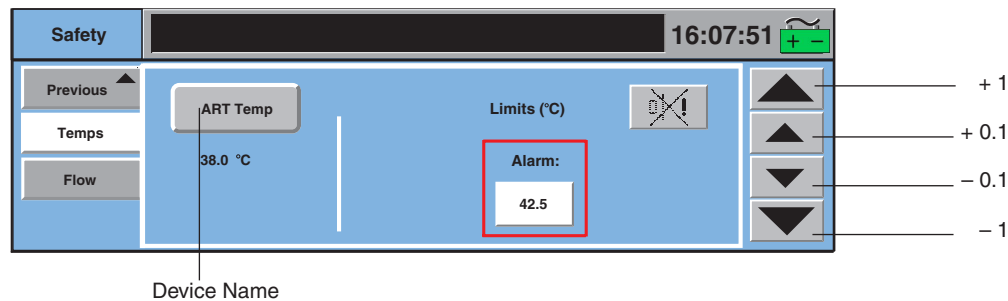 Safety
16:07:51
+ −
Previous
Temps
Flow
ART Temp
38.0 °C
Limits (°C)
Alarm:
42.5
+ 1
+ 0.1
– 0.1
– 1
Device Name